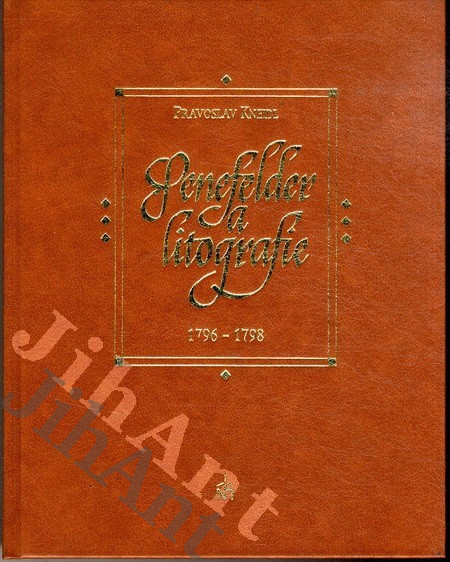 PRAVOSLAV KNEIDL
Senefelder
a
litografie
1796 – 1798
JihAnt
JihAnt